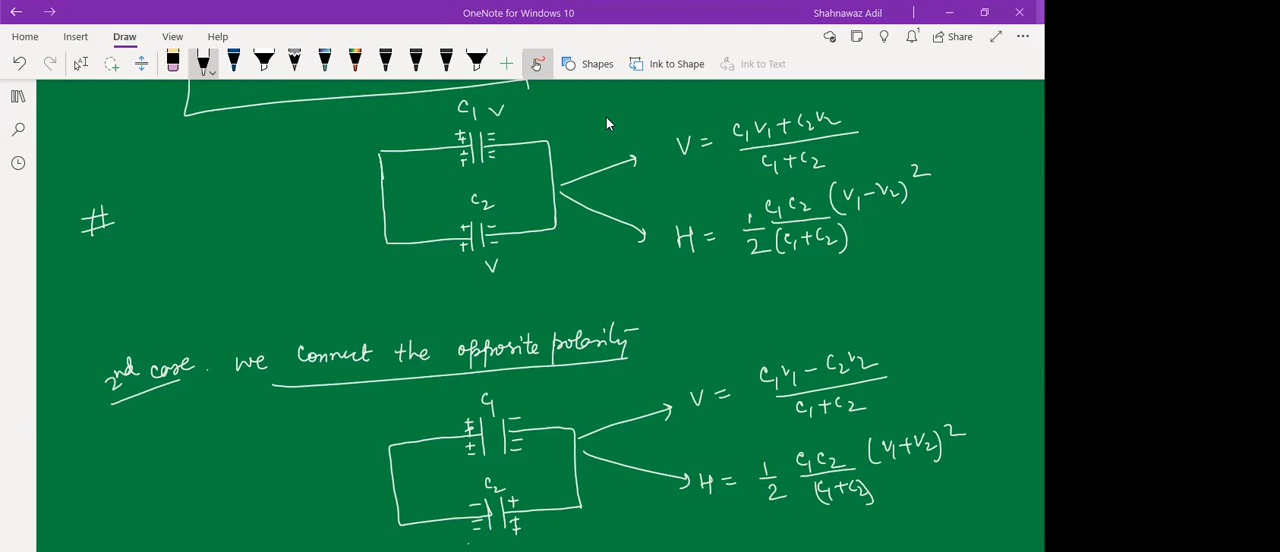 OneNote for Windows 10
Shahnawaz Adil
Home Insert Draw View Help
Share
Shapes
Ink to Shape
Ink to Text
C₁ V
+ + + = =
C₂
+ + = -
V
#
V = C₁V₁ + C₂V₂ / C₁ + C₂
H = 1/2 C₁C₂/(C₁+C₂) (V₁ - V₂)²
2nd case. we connect the opposite polarity-
C₁
C₂
V = C₁V₁ - C₂V₂ / C₁ + C₂
H = 1/2 C₁C₂/(C₁+C₂) (V₁ + V₂)²